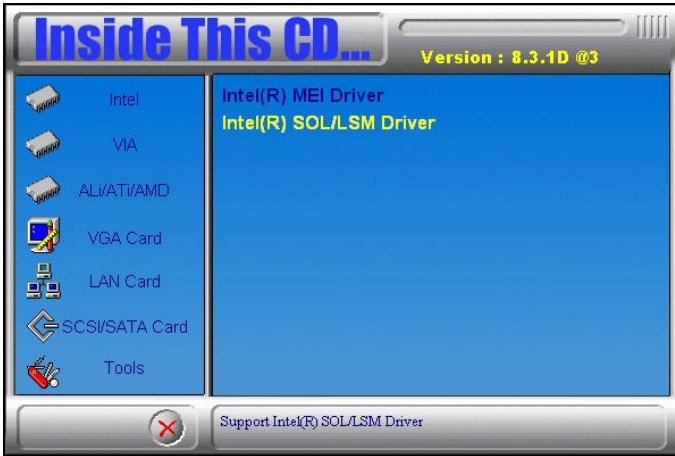 Inside This CD...
Version : 8.3.1D @3
Intel
VIA
ALi/ATi/AMD
VGA Card
LAN Card
SCSI/SATA Card
Tools
Intel(R) MEI Driver
Intel(R) SOL/LSM Driver
Support Intel(R) SOL/LSM Driver